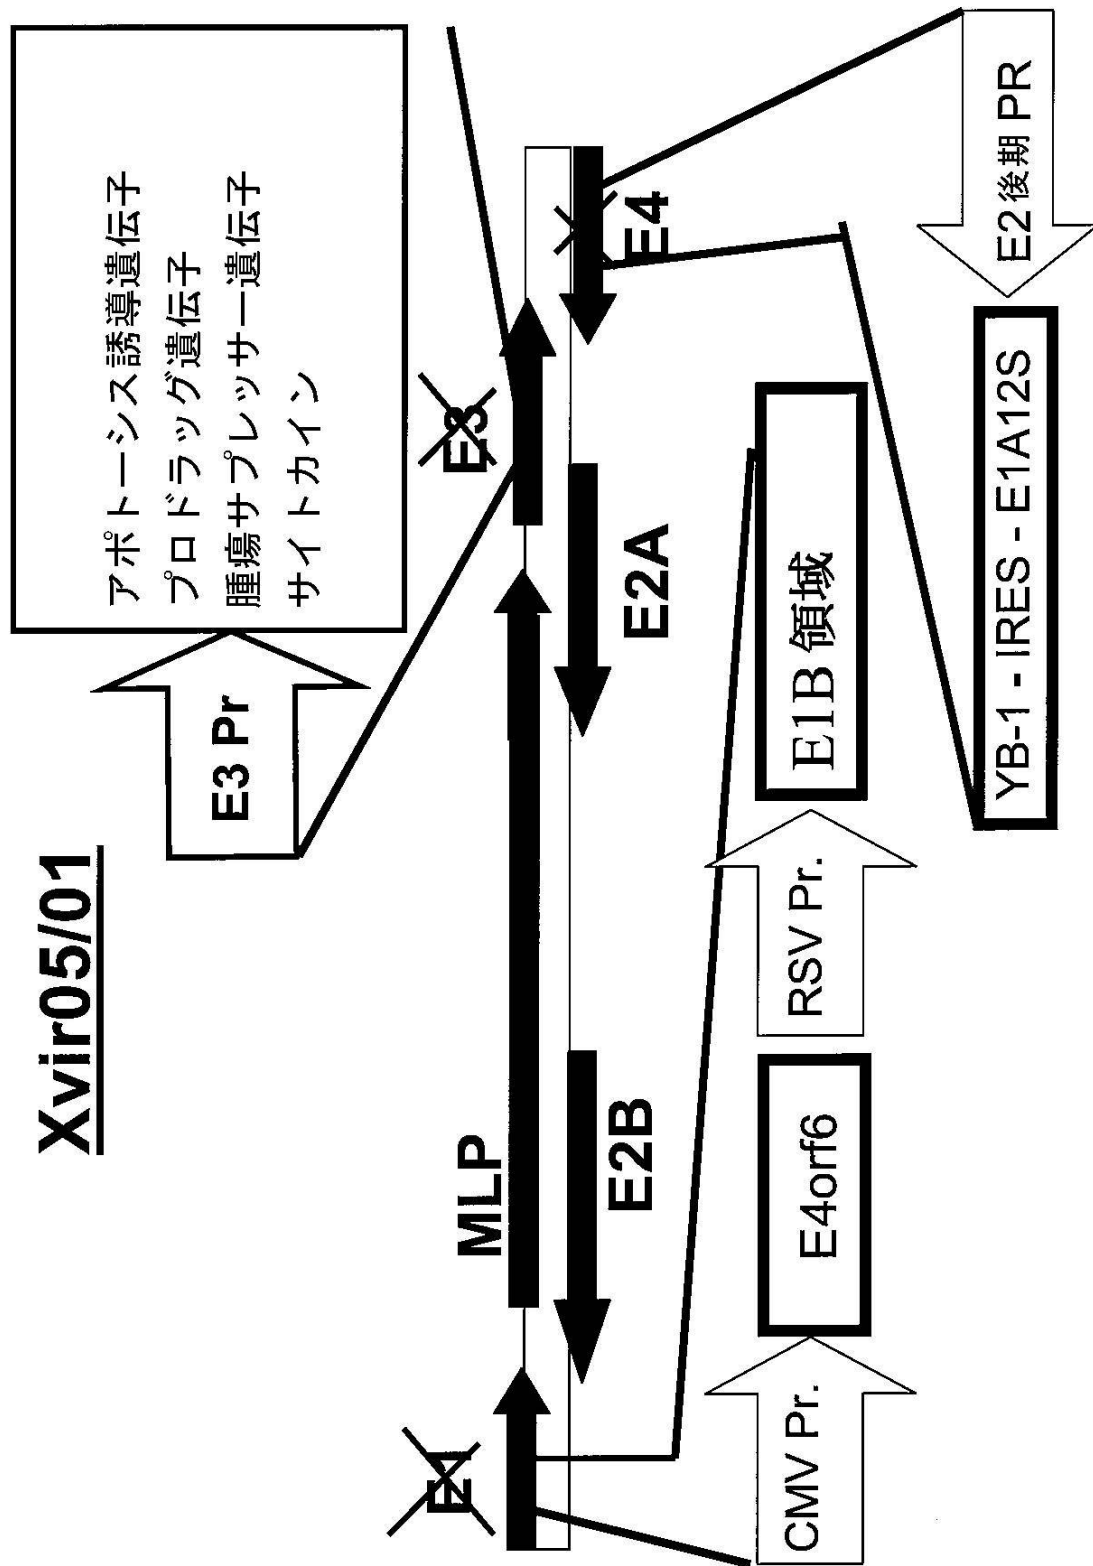 Xvir05/01
E3 Pr
アポトーシス誘導遺伝子
プロドラッグ遺伝子
腫瘍サプレッサー遺伝子
サイトカイン
E1
MLP
E3
E2B
E2A
E4
CMV Pr.
E4orf6
RSV Pr.
E1B 領域
YB-1 - IRES - E1A12S
E2後期 PR